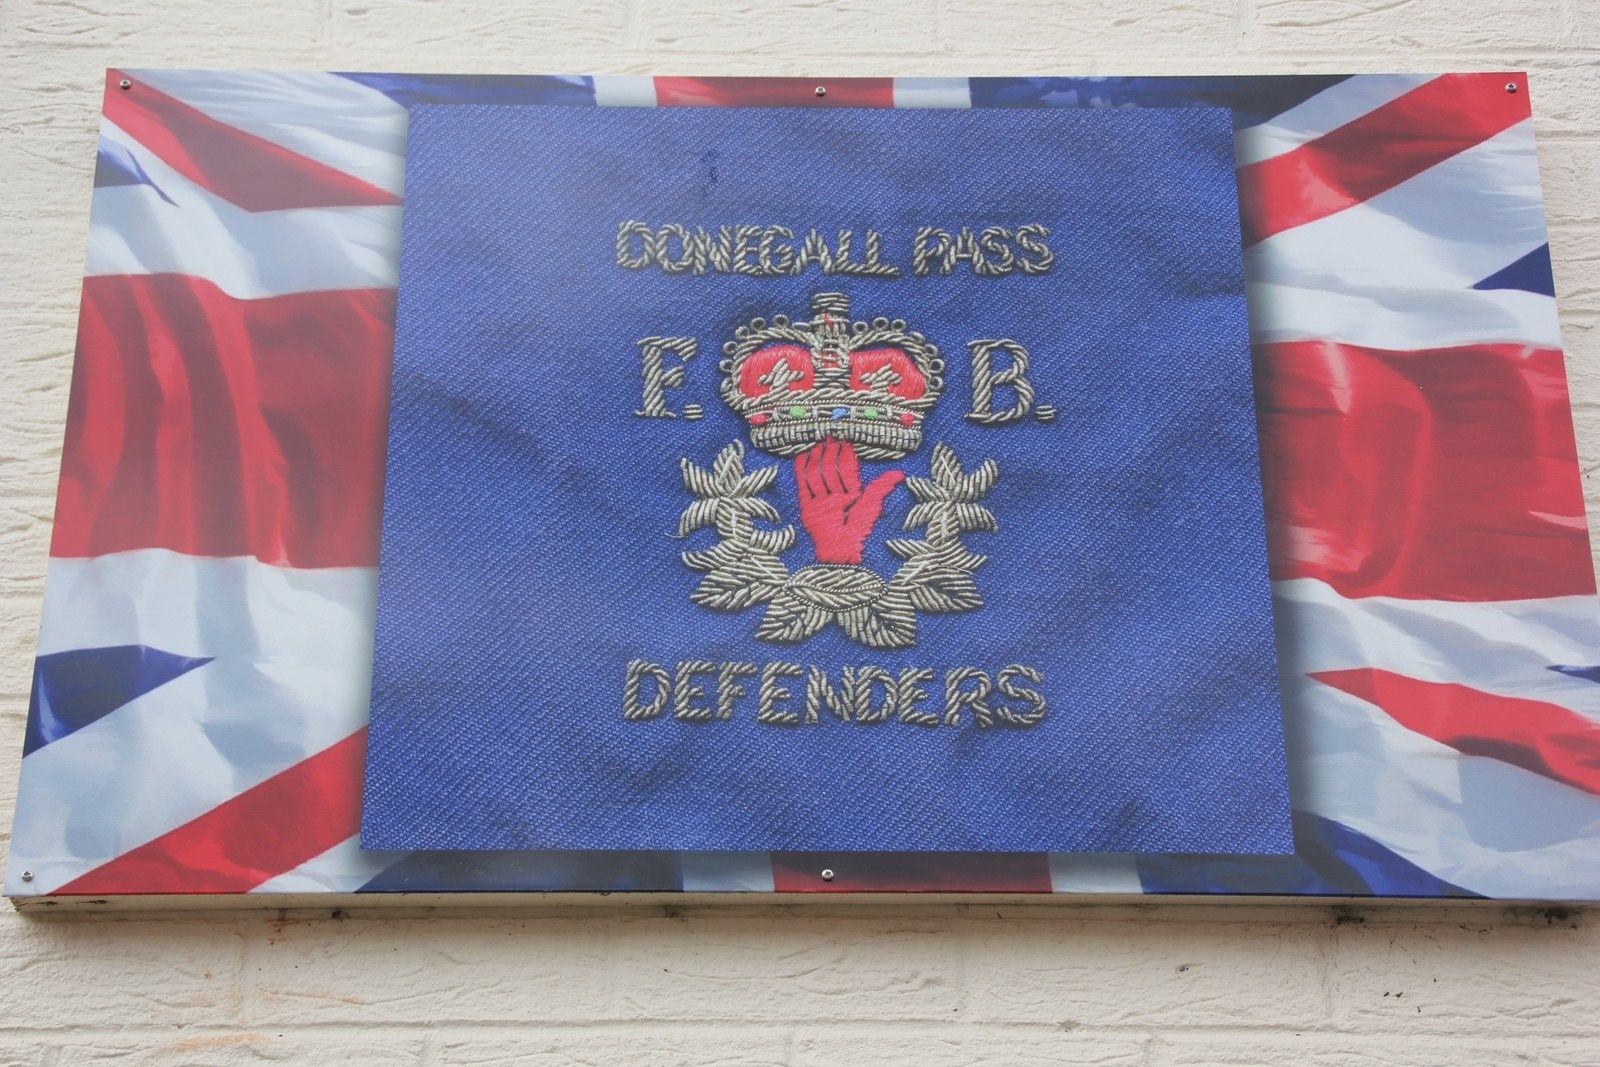 DONEGALL PASS
F. B.
DEFENDERS